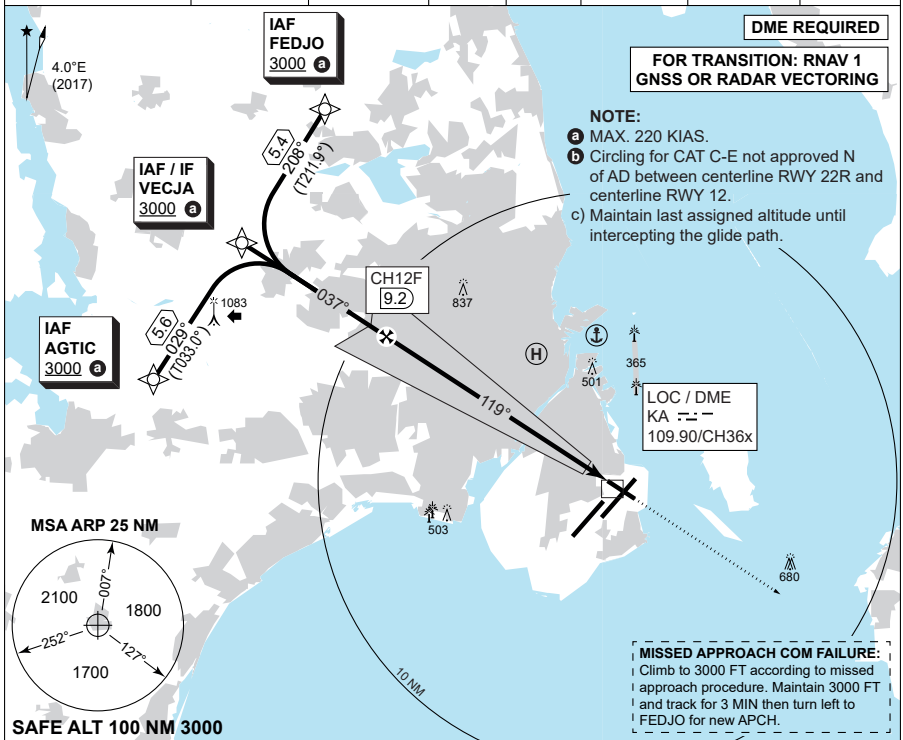 DME REQUIRED
FOR TRANSITION: RNAV 1
GNSS OR RADAR VECTORING
4.0°E
(2017)
IAF
FEDJO
3000 a
NOTE:
a MAX. 220 KIAS.
b Circling for CAT C-E not approved N
of AD between centerline RWY 22R and
centerline RWY 12.
c) Maintain last assigned altitude until
intercepting the glide path.
5.4
208°
(T211.9°)
IAF / IF
VECJA
3000 a
CH12F
9.2
037°
837
1083
IAF
AGTIC
3000 a
5.6
029°
(T033.0°)
H
501
365
119°
LOC / DME
KA
109.90/CH36x
503
680
MSA ARP 25 NM
007°
2100
1800
252°
127°
1700
SAFE ALT 100 NM 3000
10 NM
MISSED APPROACH COM FAILURE:
Climb to 3000 FT according to missed
approach procedure. Maintain 3000 FT
and track for 3 MIN then turn left to
FEDJO for new APCH.